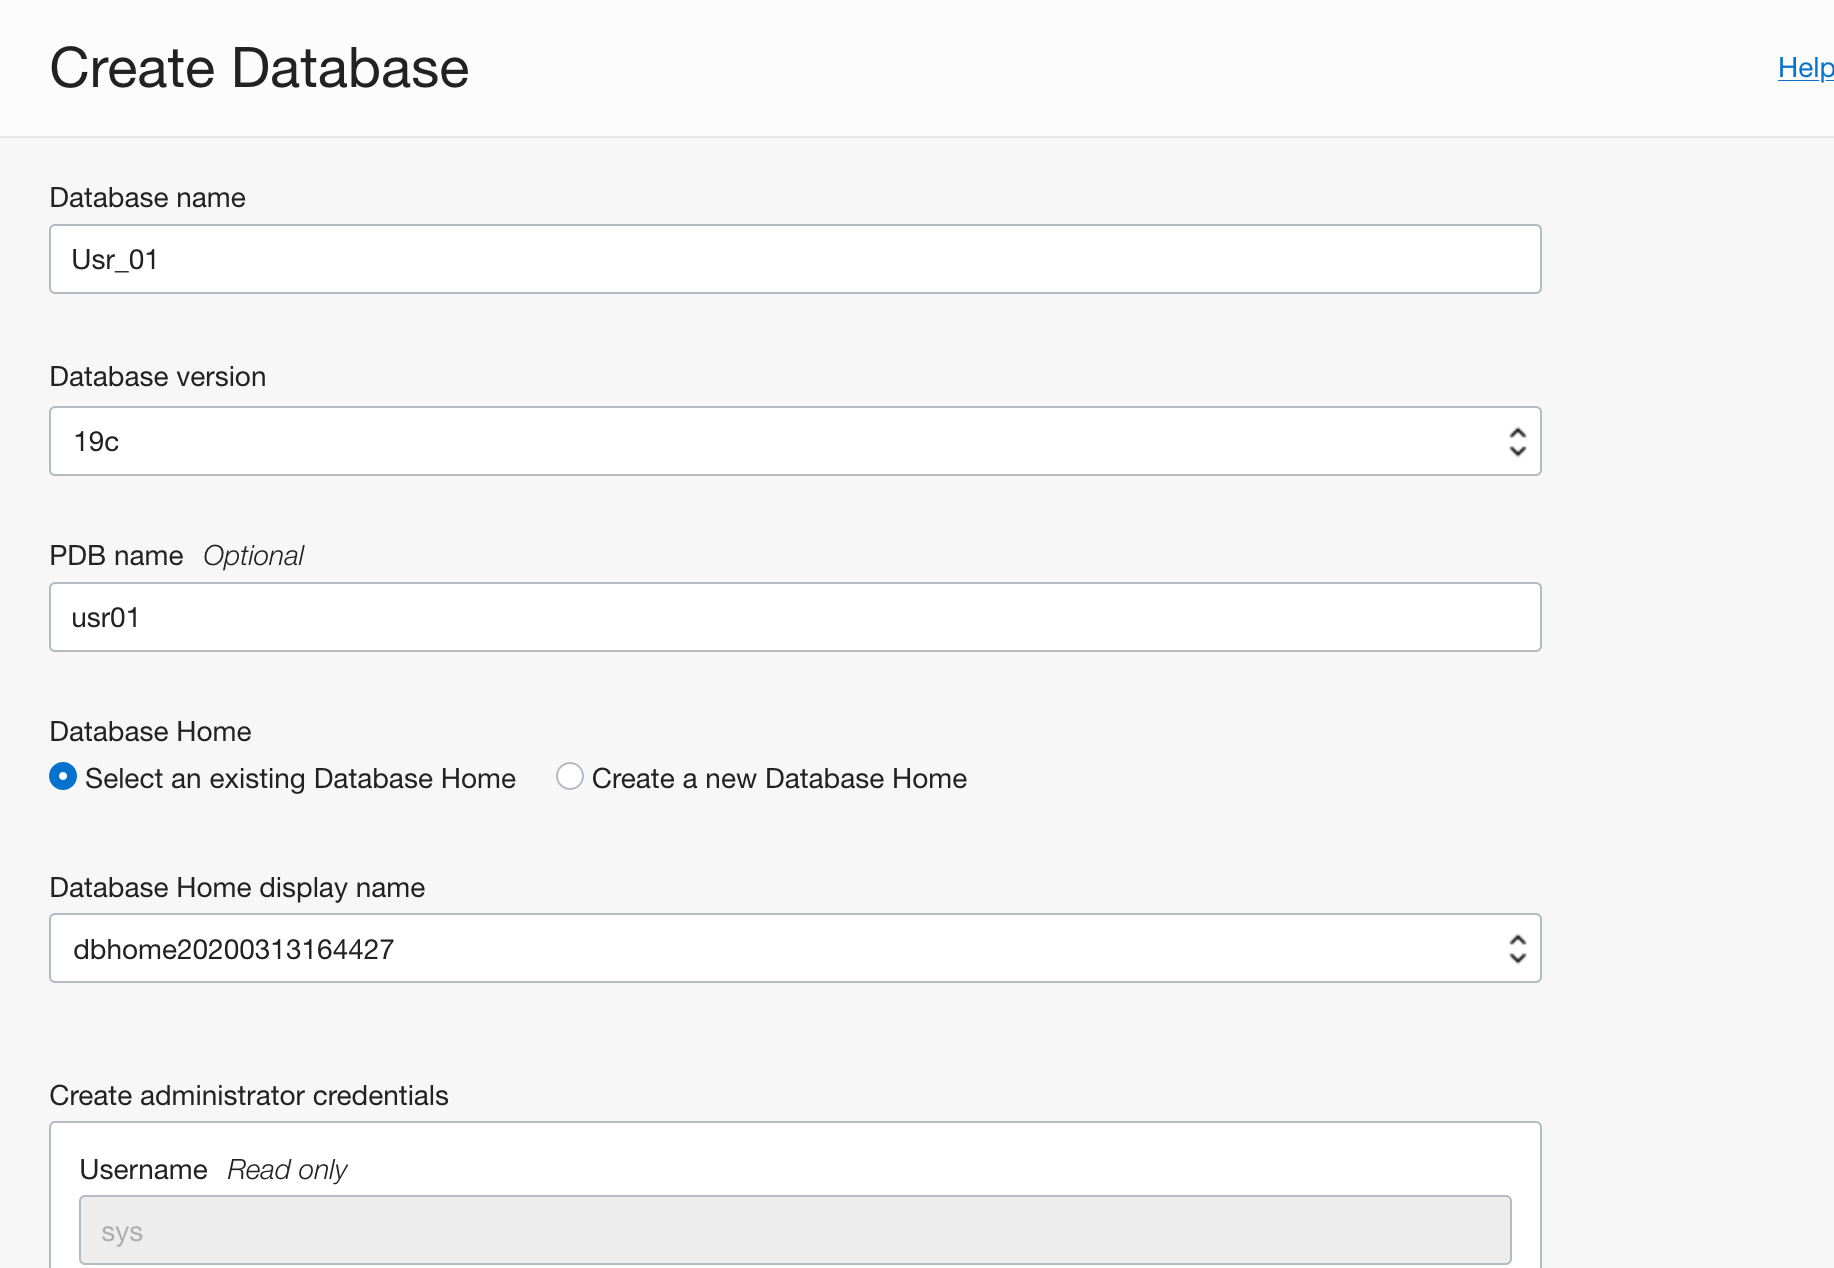 Create Database
Help
Database name
Usr_01
Database version
19c
PDB name Optional
usr01
Database Home
Select an existing Database Home Create a new Database Home
Database Home display name
dbhome20200313164427
Create administrator credentials
Username Read only
sys